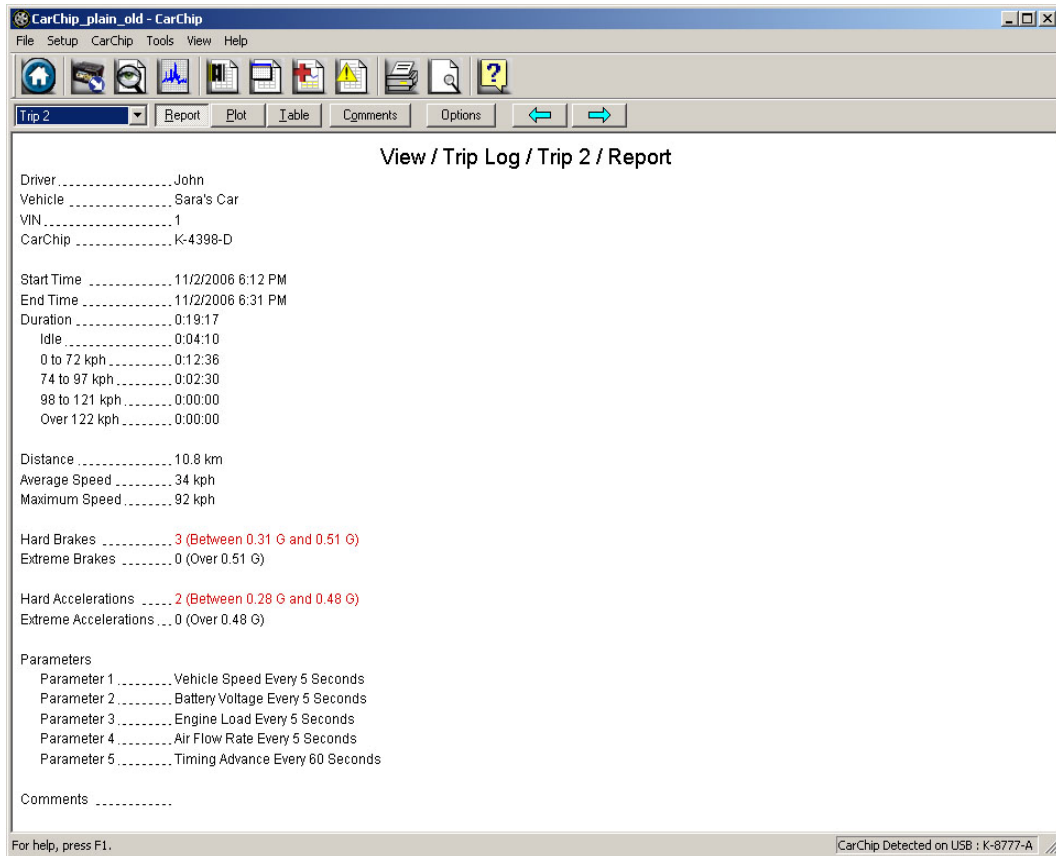 CarChip_plain_old - CarChip
File Setup CarChip Tools View Help
Trip 2 Report Plot Table Comments Options
View / Trip Log / Trip 2 / Report
Driver John
Vehicle Sara's Car
VIN 1
CarChip K-4398-D
Start Time 11/2/2006 6:12 PM
End Time 11/2/2006 6:31 PM
Duration 0:19:17
Idle 0:04:10
0 to 72 kph 0:12:36
74 to 97 kph 0:02:30
98 to 121 kph 0:00:00
Over 122 kph 0:00:00
Distance 10.8 km
Average Speed 34 kph
Maximum Speed 92 kph
Hard Brakes 3 (Between 0.31 G and 0.51 G)
Extreme Brakes 0 (Over 0.51 G)
Hard Accelerations 2 (Between 0.28 G and 0.48 G)
Extreme Accelerations 0 (Over 0.48 G)
Parameters
Parameter 1 Vehicle Speed Every 5 Seconds
Parameter 2 Battery Voltage Every 5 Seconds
Parameter 3 Engine Load Every 5 Seconds
Parameter 4 Air Flow Rate Every 5 Seconds
Parameter 5 Timing Advance Every 60 Seconds
Comments
For help, press F1. CarChip Detected on USB : K-8777-A